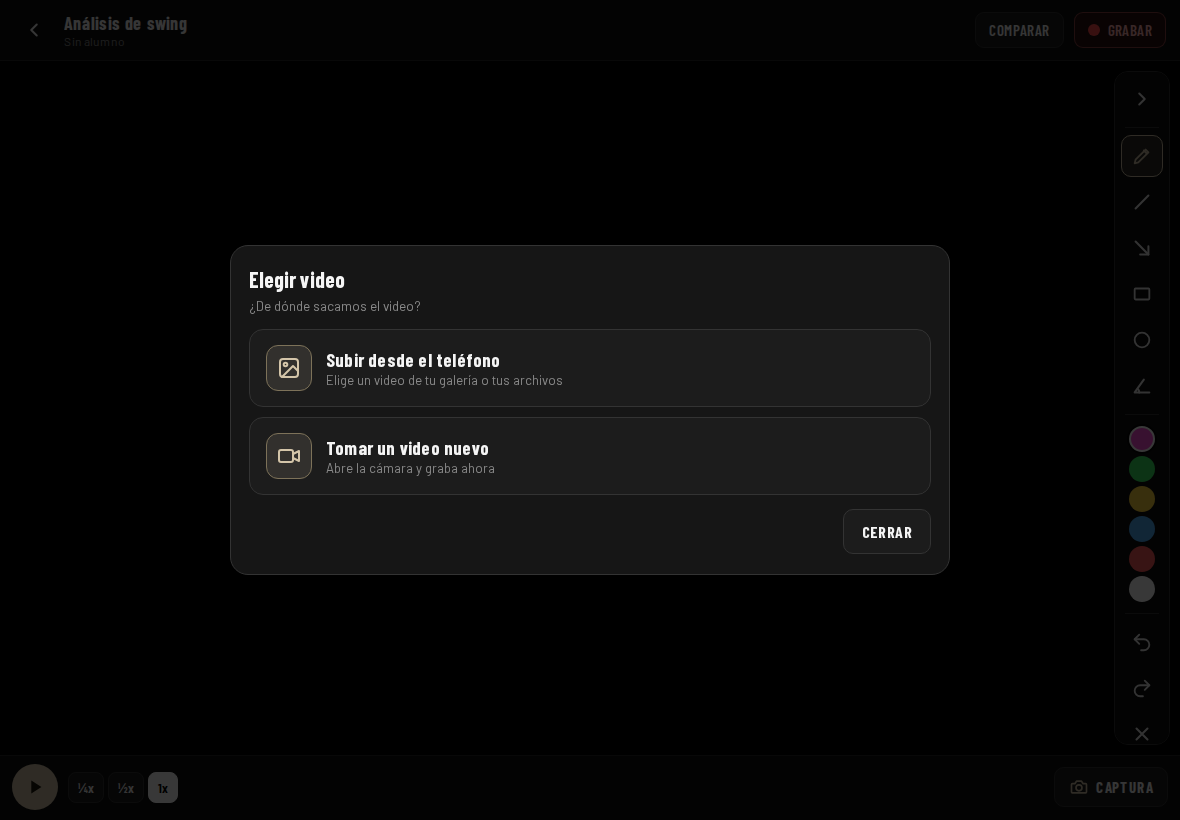 Análisis de swing
Sin alumno
COMPARAR
GRABAR
Elegir video
¿De dónde sacamos el video?
Subir desde el teléfono
Elige un video de tu galería o tus archivos
Tomar un video nuevo
Abre la cámara y graba ahora
CERRAR
¼x
½x
1x
CAPTURA